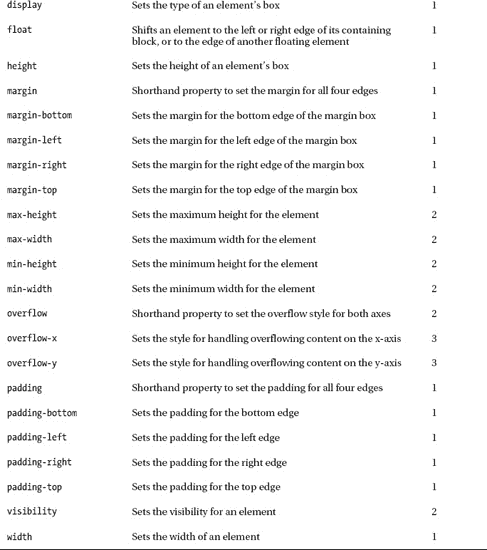 display Sets the type of an element's box 1
float Shifts an element to the left or right edge of its containing 1
block, or to the edge of another floating element
height Sets the height of an element's box 1
margin Shorthand property to set the margin for all four edges 1
margin-bottom Sets the margin for the bottom edge of the margin box 1
margin-left Sets the margin for the left edge of the margin box 1
margin-right Sets the margin for the right edge of the margin box 1
margin-top Sets the margin for the top edge of the margin box 1
max-height Sets the maximum height for the element 2
max-width Sets the maximum width for the element 2
min-height Sets the minimum height for the element 2
min-width Sets the minimum width for the element 2
overflow Shorthand property to set the overflow style for both axes 2
overflow-x Sets the style for handling overflowing content on the x-axis 3
overflow-y Sets the style for handling overflowing content on the y-axis 3
padding Shorthand property to set the padding for all four edges 1
padding-bottom Sets the padding for the bottom edge 1
padding-left Sets the padding for the left edge 1
padding-right Sets the padding for the right edge 1
padding-top Sets the padding for the top edge 1
visibility Sets the visibility for an element 2
width Sets the width of an element 1